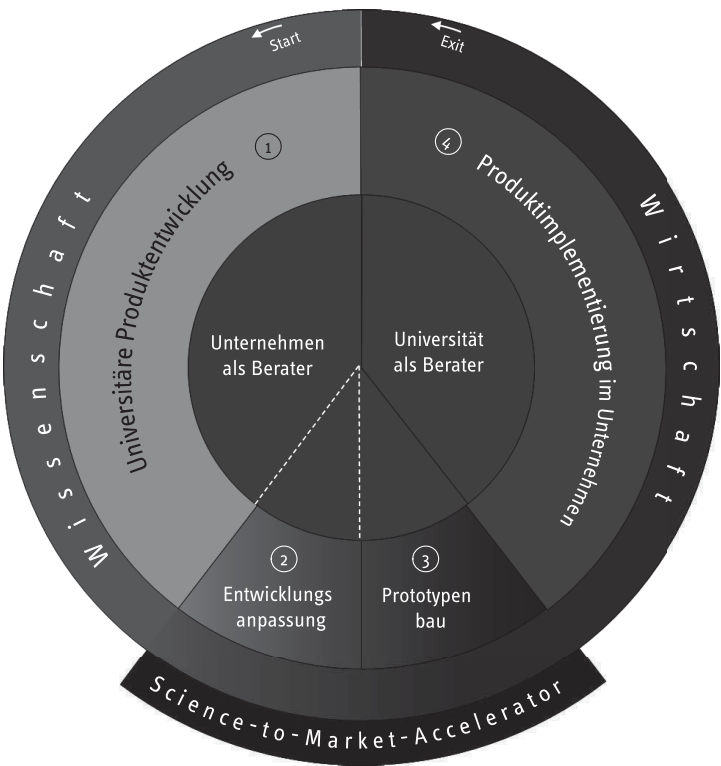 Start
Exit
Wissenschaft
Wirtschaft
1
Universitäre Produktentwicklung
4
Produktimplementierung im Unternehmen
Unternehmen
als Berater
Universität
als Berater
2
Entwicklungs
anpassung
3
Prototypen
bau
Science-to-Market-Accelerator